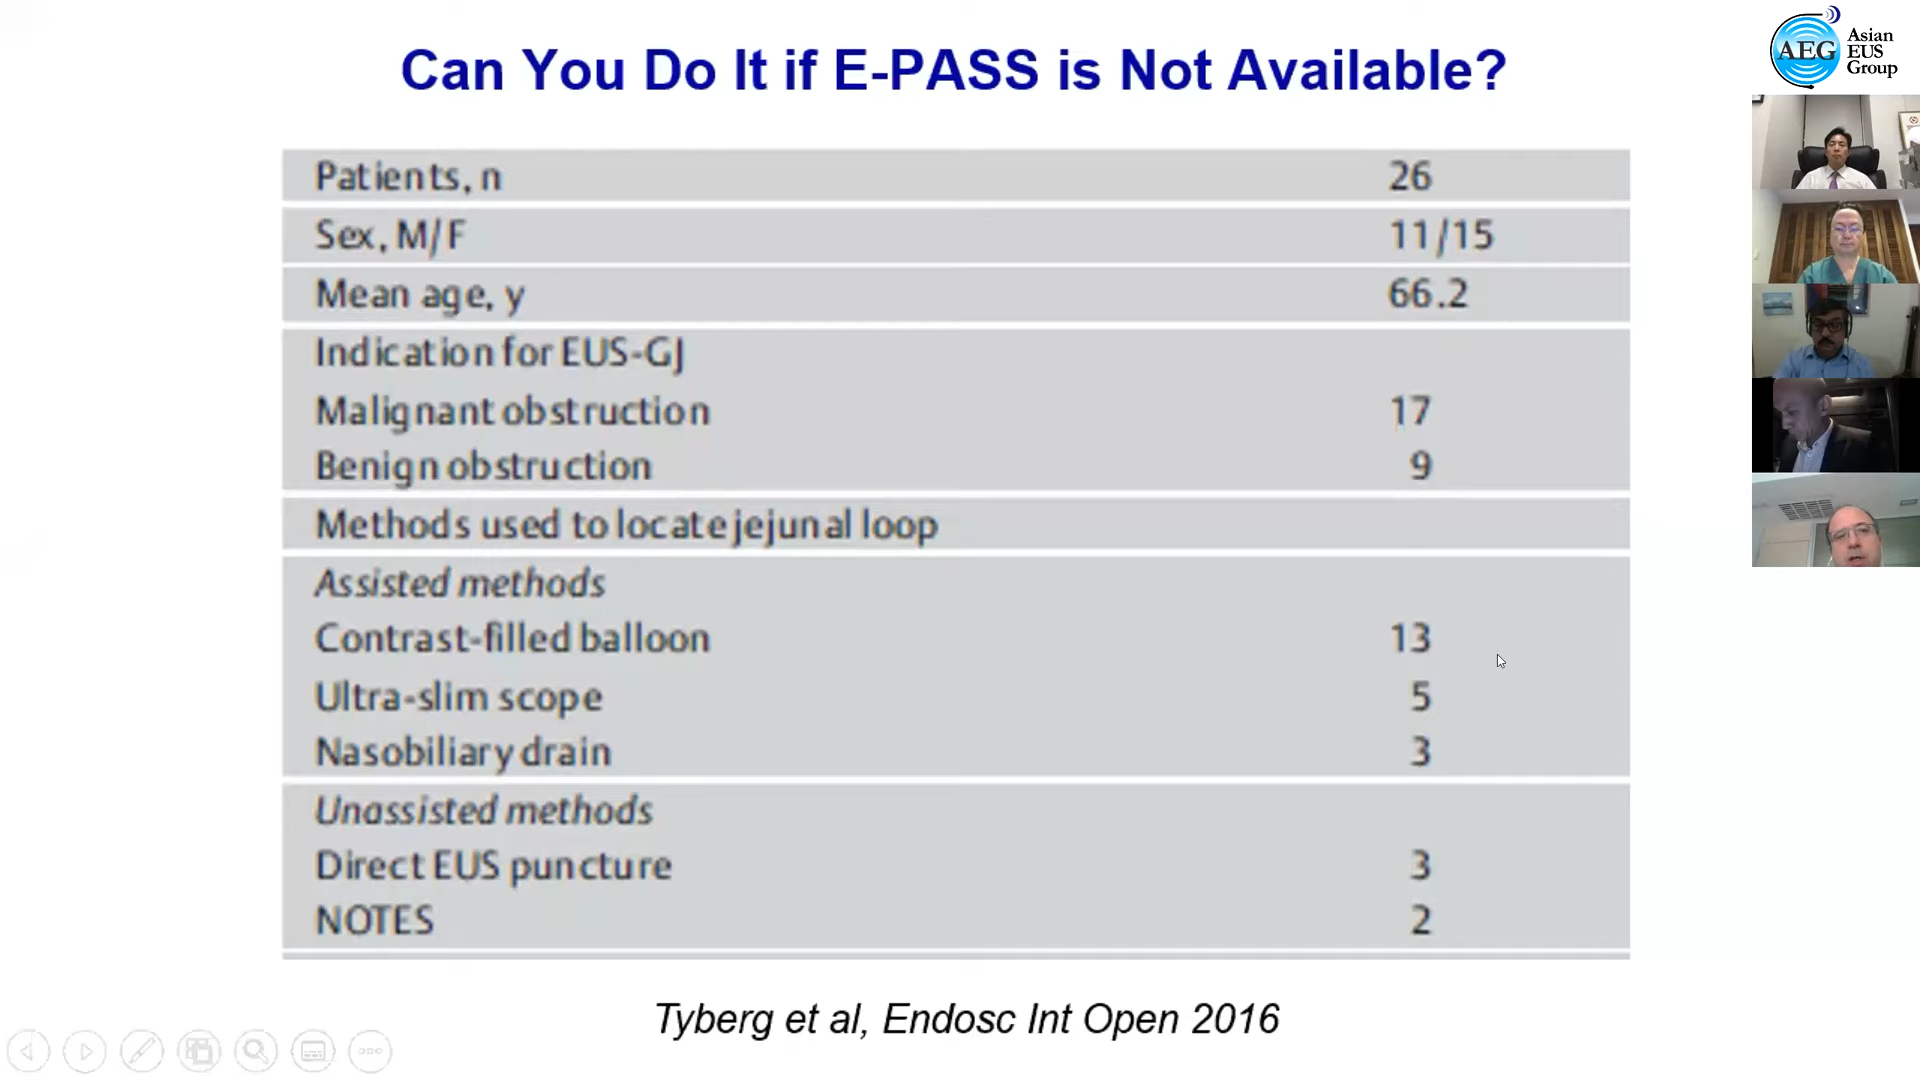 Can You Do It if E-PASS is Not Available?
AEG
Asian
EUS
Group
Patients, n 26
Sex, M/F 11/15
Mean age, y 66.2
Indication for EUS-GJ
Malignant obstruction 17
Benign obstruction 9
Methods used to locate jejunal loop
Assisted methods
Contrast-filled balloon 13
Ultra-slim scope 5
Nasobiliary drain 3
Unassisted methods
Direct EUS puncture 3
NOTES 2
Tyberg et al, Endosc Int Open 2016